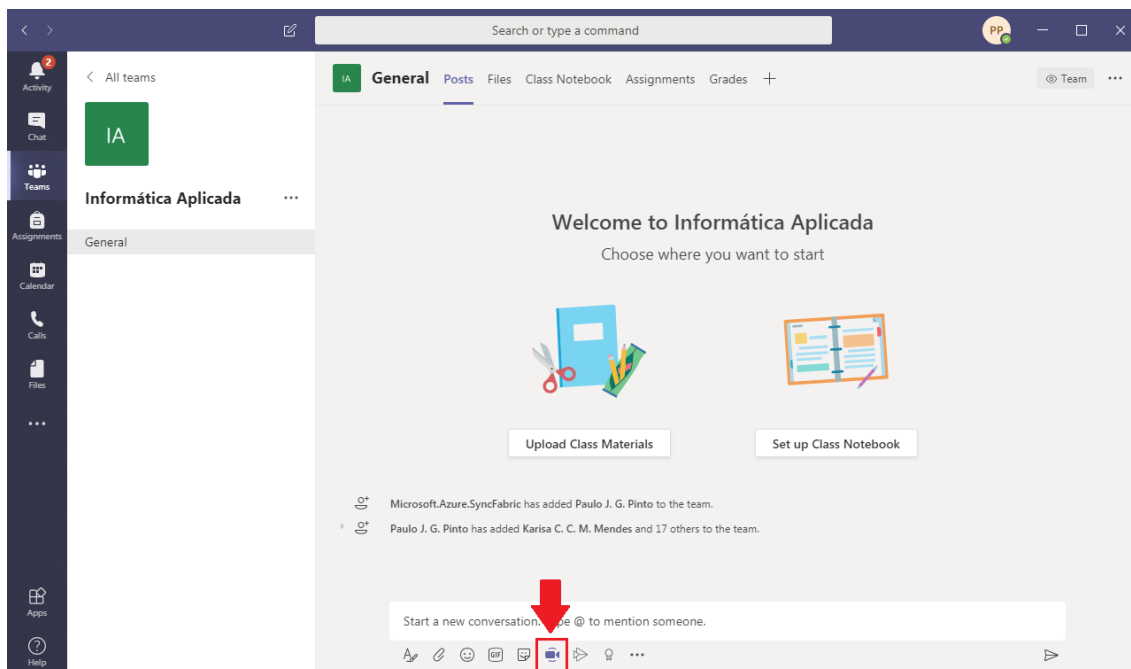 Search or type a command
PP
2
Activity
Chat
Teams
Assignments
Calendar
Calls
Files
Apps
Help
All teams
IA
Informática Aplicada
General
IA
General Posts Files Class Notebook Assignments Grades
Team
Welcome to Informática Aplicada
Choose where you want to start
Upload Class Materials
Set up Class Notebook
Microsoft.Azure.SyncFabric has added Paulo J. G. Pinto to the team.
Paulo J. G. Pinto has added Karisa C. C. M. Mendes and 17 others to the team.
Start a new conversation. pe @ to mention someone.
GIF